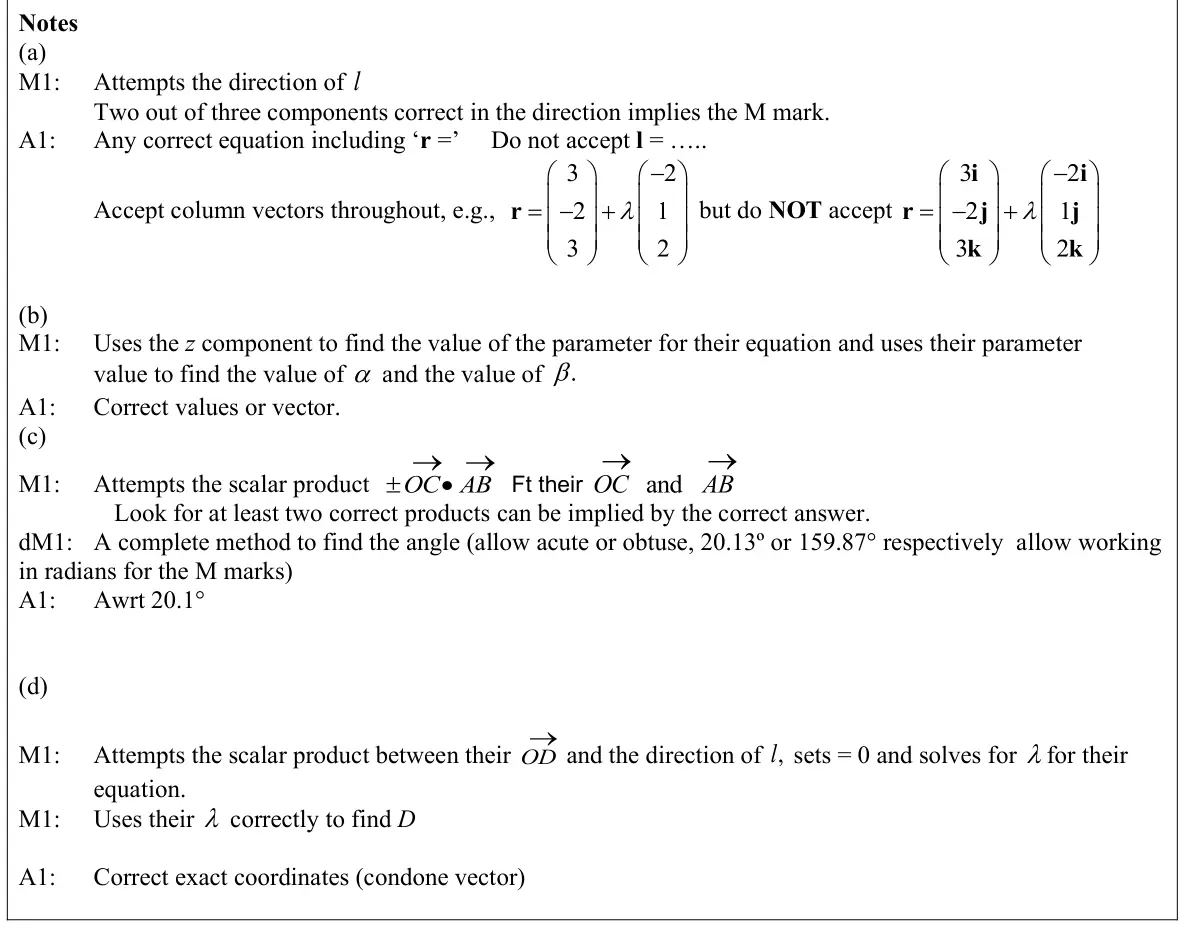 Notes
(a)
M1: Attempts the direction of l
Two out of three components correct in the direction implies the M mark.
A1: Any correct equation including ‘r =’ Do not accept l = …..
Accept column vectors throughout, e.g., r = (3 −2 3) + λ (−2 1 2) but do NOT accept r = (3i −2j 3k) + λ (−2i 1j 2k)
(b)
M1: Uses the z component to find the value of the parameter for their equation and uses their parameter
value to find the value of α and the value of β.
A1: Correct values or vector.
(c)
M1: Attempts the scalar product ±OC→ • AB→ Ft their OC→ and AB→
Look for at least two correct products can be implied by the correct answer.
dM1: A complete method to find the angle (allow acute or obtuse, 20.13º or 159.87° respectively allow working
in radians for the M marks)
A1: Awrt 20.1°
(d)
M1: Attempts the scalar product between their OD→ and the direction of l, sets = 0 and solves for λ for their
equation.
M1: Uses their λ correctly to find D
A1: Correct exact coordinates (condone vector)